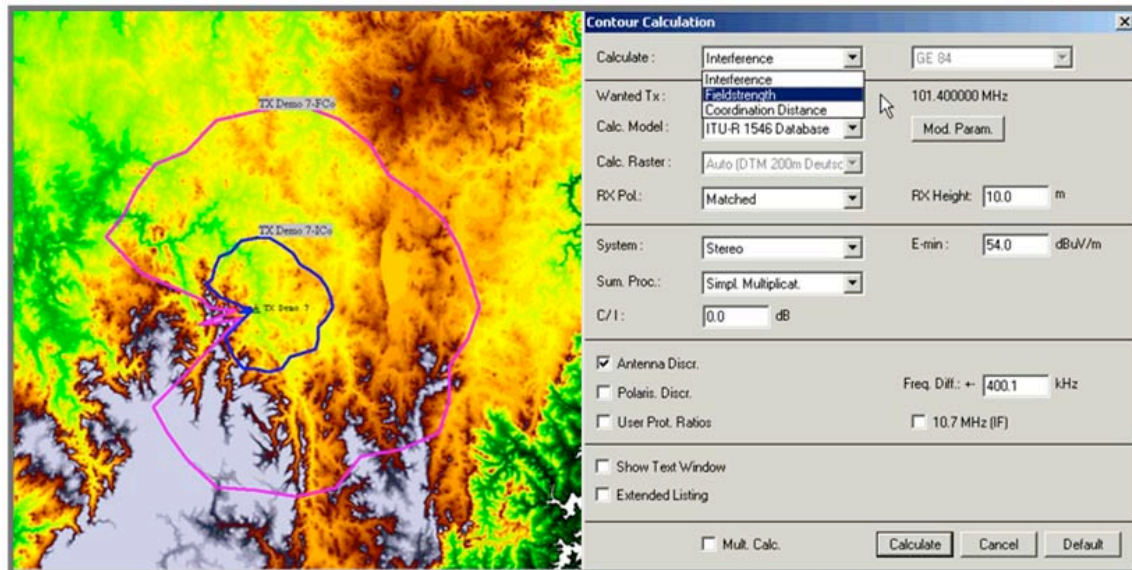 TX Demo 7-FCo
TX Demo 7-ICo
TX Demo 7
Contour Calculation
Calculate : Interference GE 84
Interference
Fieldstrength
Coordination Distance
Wanted Tx : 101.400000 MHz
Calc. Model : ITU-R 1546 Database Mod. Param.
Calc. Raster : Auto (DTM 200m Deutsc
RX Pol.: Matched RX Height: 10.0 m
System : Stereo E-min : 54.0 dBuV/m
Sum. Proc.: Simpl. Multiplicat.
C/I : 0.0 dB
Antenna Discr.
Polaris. Discr. Freq. Diff.: +- 400.1 kHz
User Prot. Ratios 10.7 MHz (IF)
Show Text Window
Extended Listing
Mult. Calc. Calculate Cancel Default